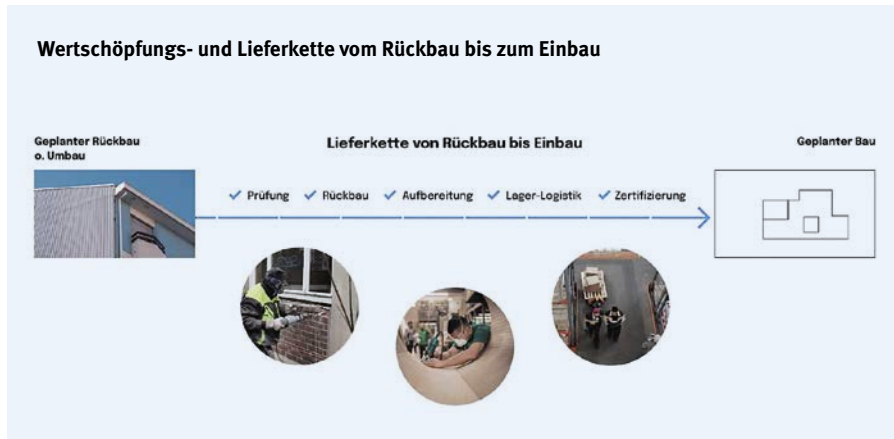 Wertschöpfungs- und Lieferkette vom Rückbau bis zum Einbau
Geplanter Rückbau
o. Umbau
Lieferkette von Rückbau bis Einbau
Geplanter Bau
Prüfung
Rückbau
Aufbereitung
Lager-Logistik
Zertifizierung